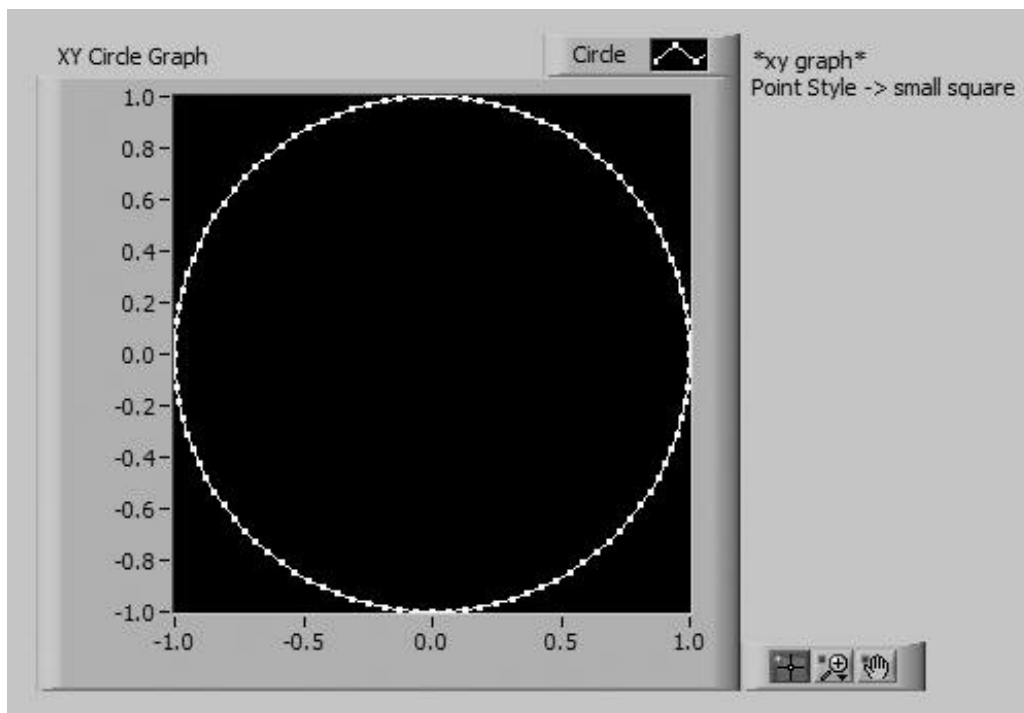 XY Circle Graph
Circle
*xy graph*
Point Style -> small square
1.0
0.8
0.6
0.4
0.2
0.0
-0.2
-0.4
-0.6
-0.8
-1.0
-1.0 -0.5 0.0 0.5 1.0